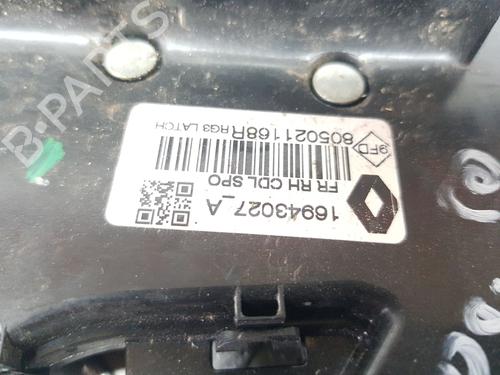 9FD 805021168R RG3 LATCH
FR RH CDL SPO
16943027_A
B-PARTS